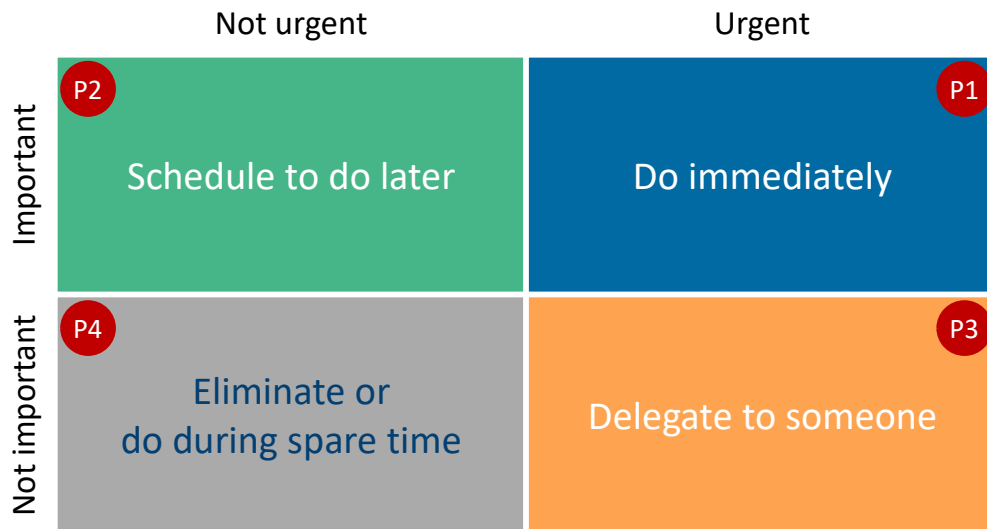 Not urgent
Urgent
Important
P2
Schedule to do later
P1
Do immediately
Not important
P4
Eliminate or
do during spare time
P3
Delegate to someone